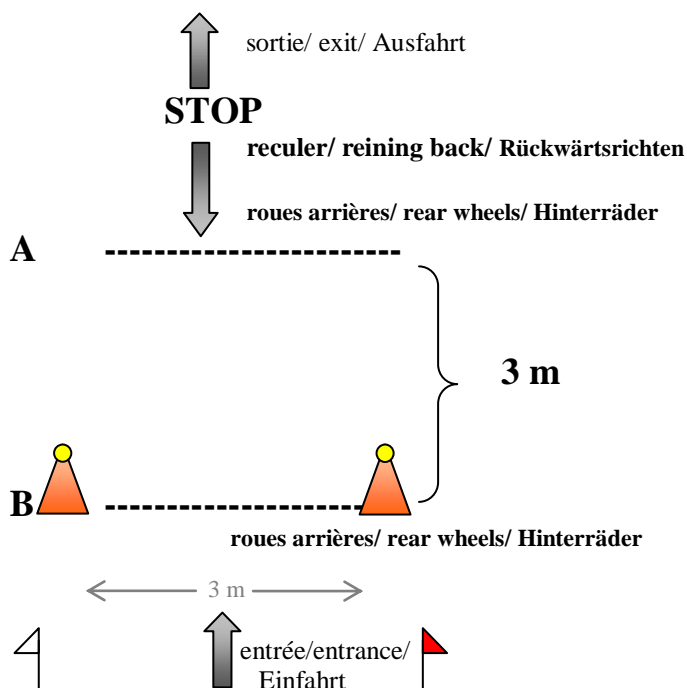 sortie/ exit/ Ausfahrt
STOP
reculer/ reining back/ Rückwärtsrichten
roues arrières/ rear wheels/ Hinterräder
A
3 m
B
roues arrières/ rear wheels/ Hinterräder
3 m
entrée/entrance/
Einfahrt